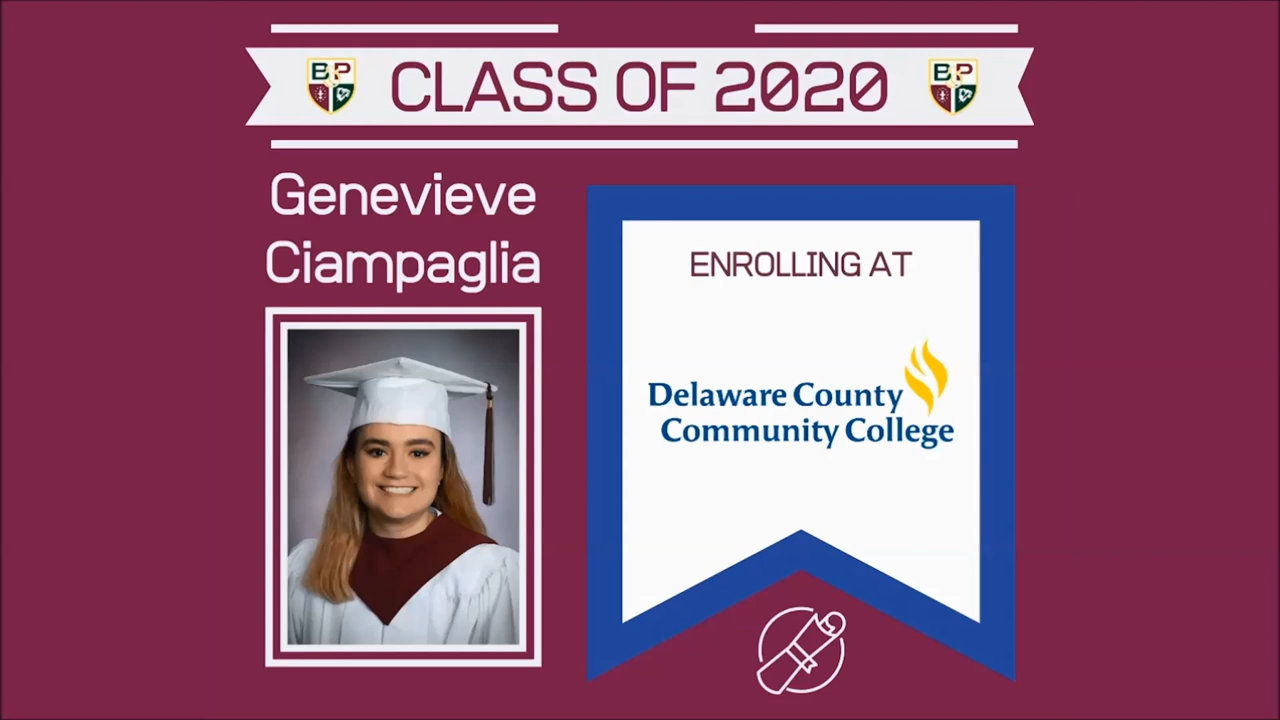 B P CLASS OF 2020 B P
Genevieve
Ciampaglia
ENROLLING AT
Delaware County
Community College